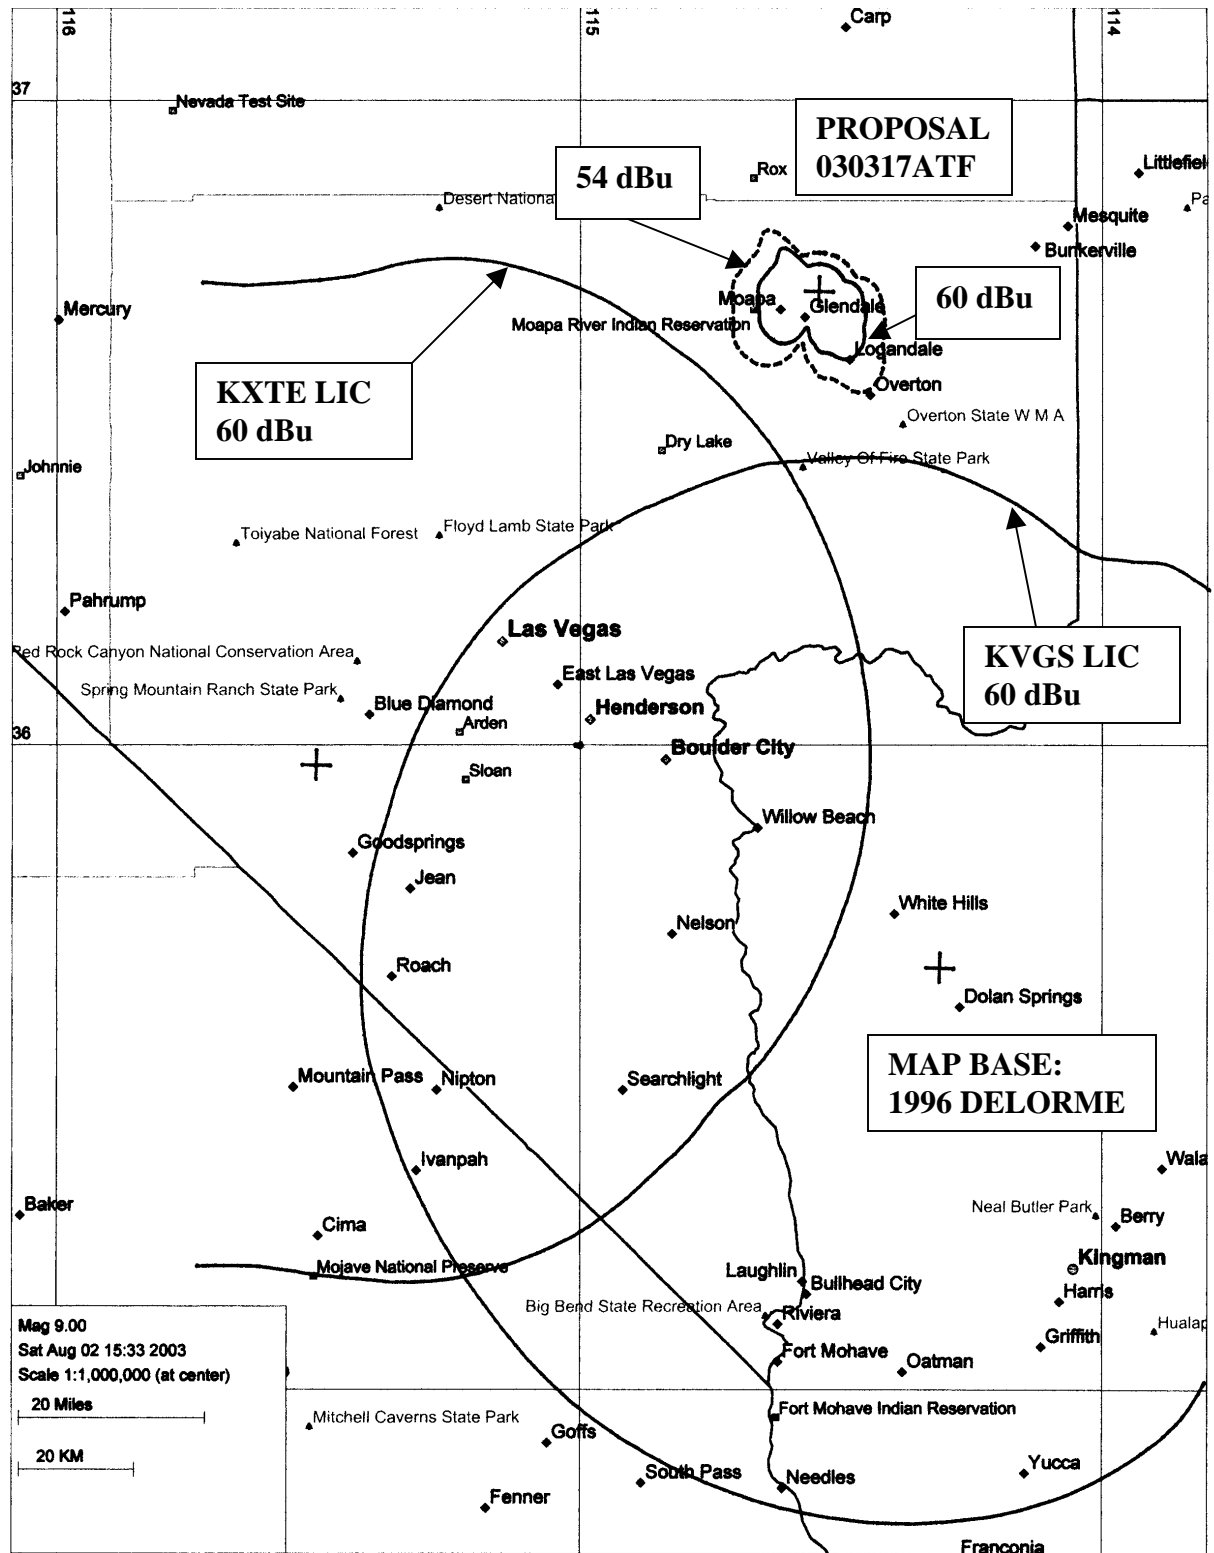 116
115
114
Carp
37
Nevada Test Site
PROPOSAL
030317ATF
54 dBu
Rox
Littlefiel
Desert Nationa
Pa
Mesquite
Bunkerville
Mercury
Moapa
Glendale
60 dBu
Moapa River Indian Reservation
Logandale
KXTE LIC
60 dBu
Overton
Overton State W M A
Dry Lake
Valley Of Fire State Park
Johnnie
Toiyabe National Forest
Floyd Lamb State Park
Pahrump
Las Vegas
KVGS LIC
60 dBu
Red Rock Canyon National Conservation Area
East Las Vegas
Spring Mountain Ranch State Park
Blue Diamond
Henderson
Arden
36
Boulder City
Sloan
Willow Beach
Goodsprings
Jean
White Hills
Nelson
Roach
Dolan Springs
MAP BASE:
1996 DELORME
Mountain Pass
Nipton
Searchlight
Ivanpah
Wala
Baker
Neal Butler Park
Berry
Cima
Kingman
Mojave National Preserve
Laughlin
Bullhead City
Harris
Big Bend State Recreation Area
Riviera
Hualap
Griffith
Fort Mohave
Oatman
Mag 9.00
Sat Aug 02 15:33 2003
Scale 1:1,000,000 (at center)
20 Miles
20 KM
Fort Mohave Indian Reservation
Mitchell Caverns State Park
Goffs
South Pass
Needles
Yucca
Fenner
Franconia